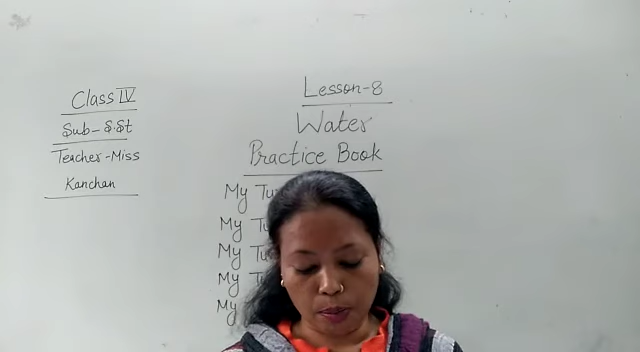 Class IV
Sub- S.St
Teacher-Miss
Kanchan
Lesson-8
Water
Practice Book
My
My
My
My
My